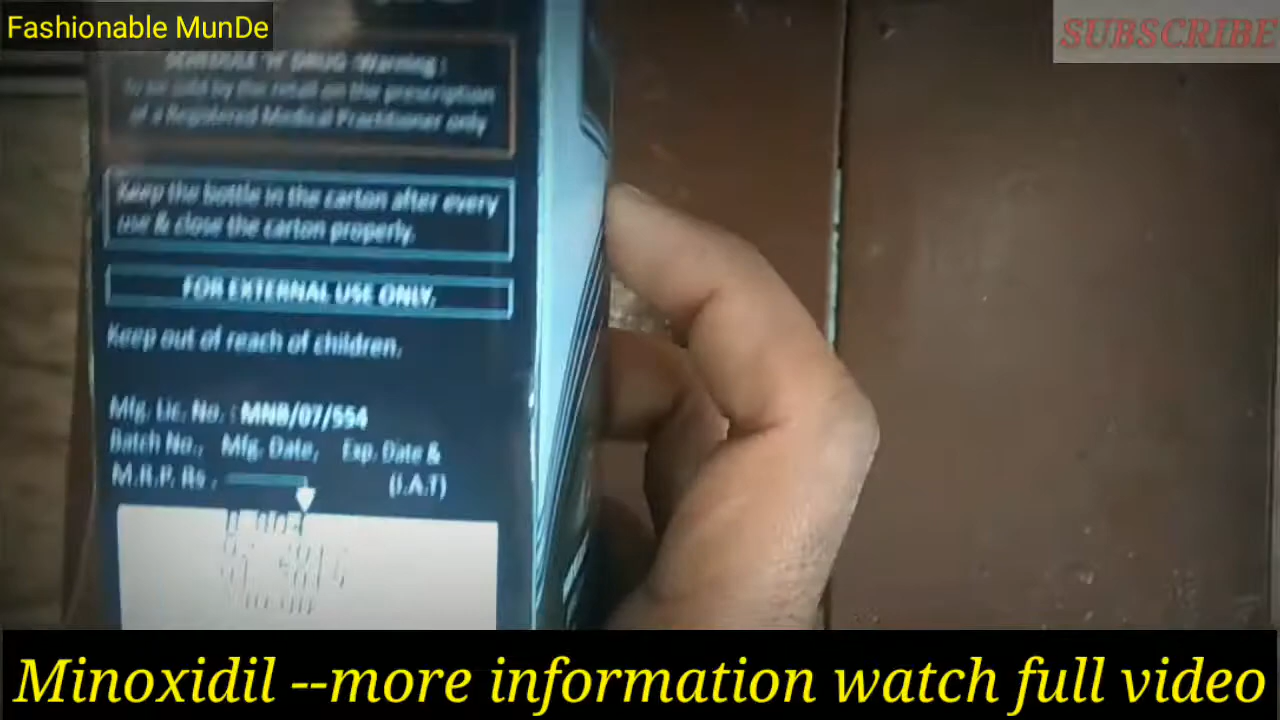 Fashionable MunDe
SUBSCRIBE
SCHEDULE 'H' DRUG -Warning :
to be sold by the retail on the prescription
of a Registered Medical Practitioner only
Keep the bottle in the carton after every
use & close the carton properly.
FOR EXTERNAL USE ONLY.
Keep out of reach of children.
Mfg. Lic. No. : MNB/07/554
Batch No., Mfg. Date, Exp. Date &
M.R.P. Rs . (I.A.T)
Minoxidil --more information watch full video